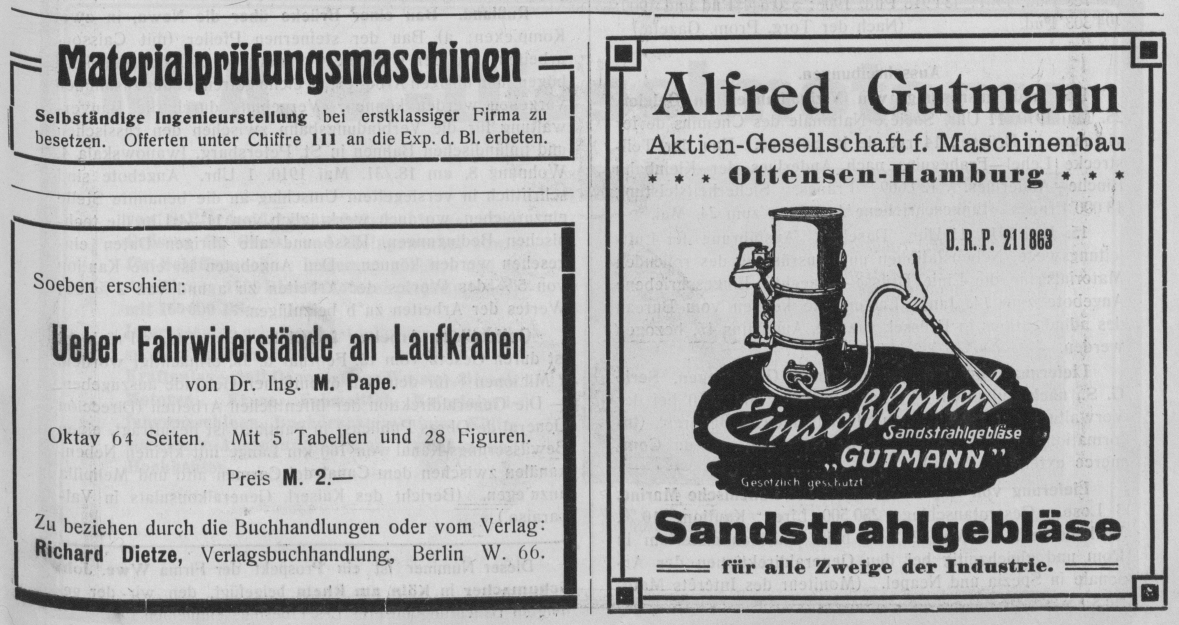 Materialprüfungsmaschinen
Selbständige Ingenieurstellung bei erstklassiger Firma zu
besetzen. Offerten unter Chiffre 111 an die Exp. d. Bl. erbeten.
Soeben erschien:
Ueber Fahrwiderstände an Laufkranen
von Dr. Ing. M. Pape.
Oktav 64 Seiten. Mit 5 Tabellen und 28 Figuren.
Preis M. 2.—
Zu beziehen durch die Buchhandlungen oder vom Verlag:
Richard Dietze, Verlagsbuchhandlung, Berlin W. 66.
Alfred Gutmann
Aktien-Gesellschaft f. Maschinenbau
* * * Ottensen-Hamburg * * *
D.R.P. 211863
Einschlauch
Sandstrahlgebläse
„GUTMANN"
Gesetzlich geschützt
Sandstrahlgebläse
für alle Zweige der Industrie.